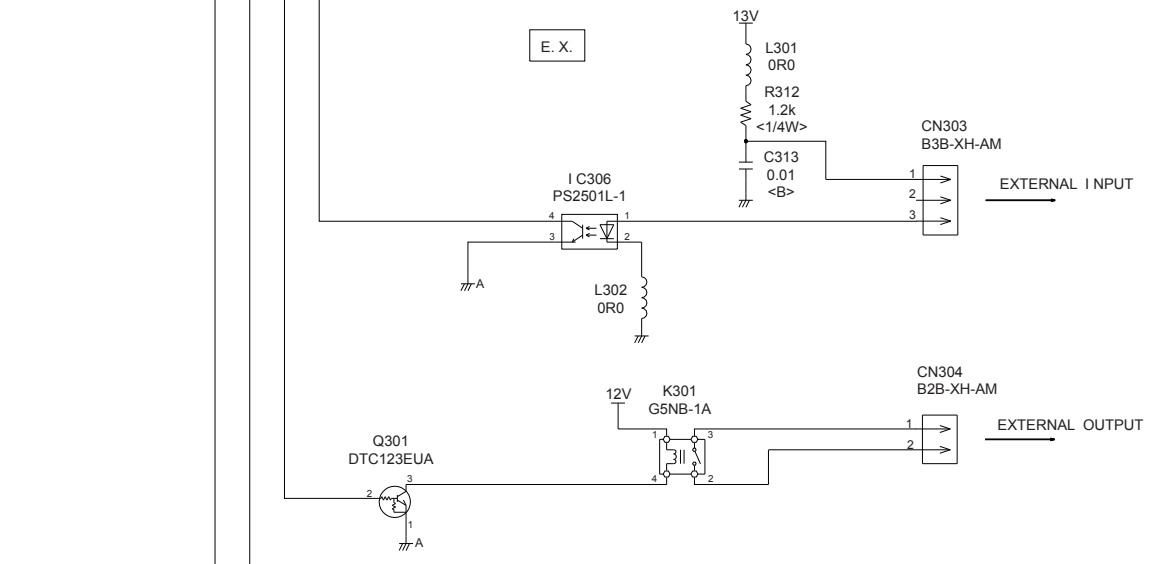 13V
E. X.
L301
0R0
R312
1.2k
<1/4W>
CN303
B3B-XH-AM
C313
0.01
<B>
1
2
3
EXTERNAL I NPUT
I C306
PS2501L-1
4
1
3
2
A
L302
0R0
CN304
B2B-XH-AM
12V
K301
G5NB-1A
1
3
4
2
1
2
EXTERNAL OUTPUT
Q301
DTC123EUA
3
2
1
A